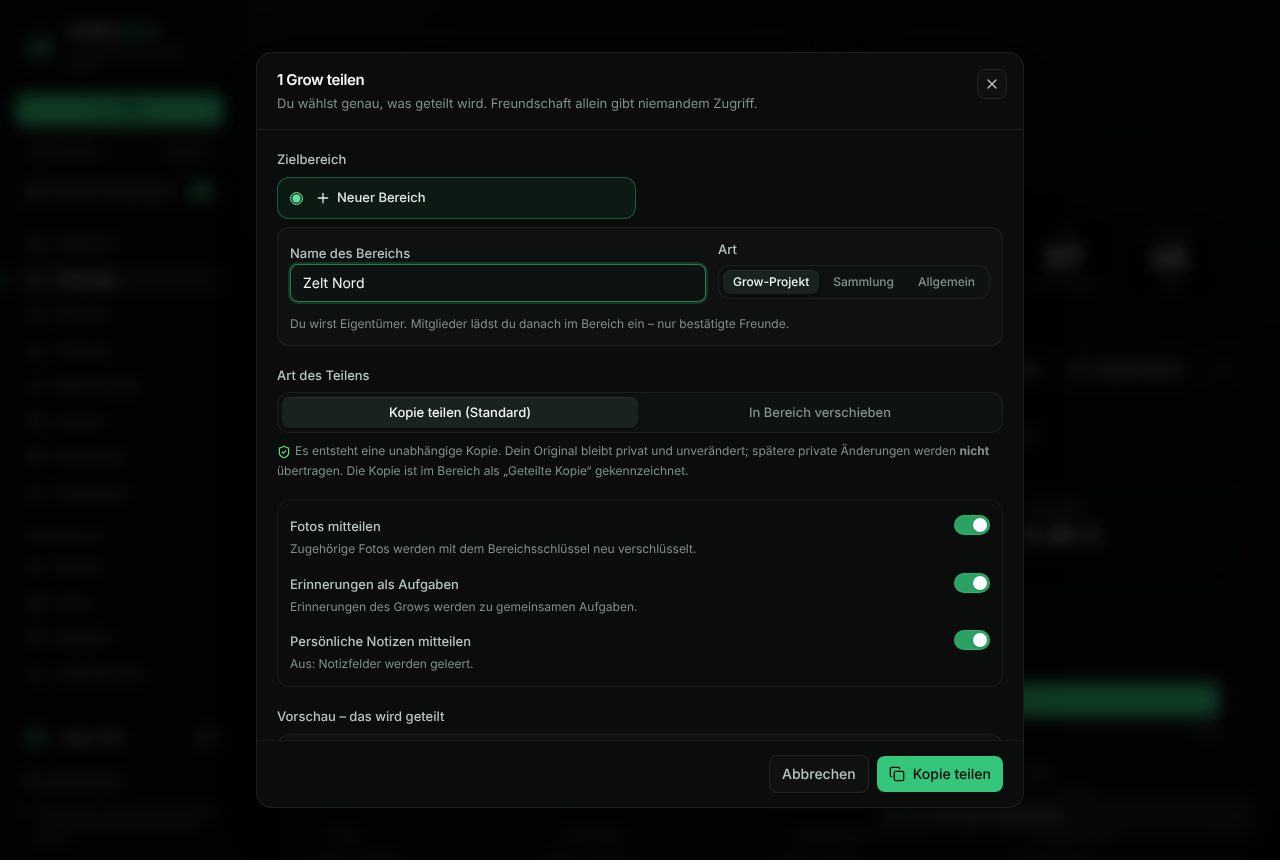 1 Grow teilen
Du wählst genau, was geteilt wird. Freundschaft allein gibt niemandem Zugriff.
Zielbereich
Neuer Bereich
Name des Bereichs
Art
Zelt Nord
Grow-Projekt
Sammlung
Allgemein
Du wirst Eigentümer. Mitglieder lädst du danach im Bereich ein – nur bestätigte Freunde.
Art des Teilens
Kopie teilen (Standard)
In Bereich verschieben
Es entsteht eine unabhängige Kopie. Dein Original bleibt privat und unverändert; spätere private Änderungen werden nicht
übertragen. Die Kopie ist im Bereich als „Geteilte Kopie“ gekennzeichnet.
Fotos mitteilen
Zugehörige Fotos werden mit dem Bereichsschlüssel neu verschlüsselt.
Erinnerungen als Aufgaben
Erinnerungen des Grows werden zu gemeinsamen Aufgaben.
Persönliche Notizen mitteilen
Aus: Notizfelder werden geleert.
Vorschau – das wird geteilt
Abbrechen
Kopie teilen